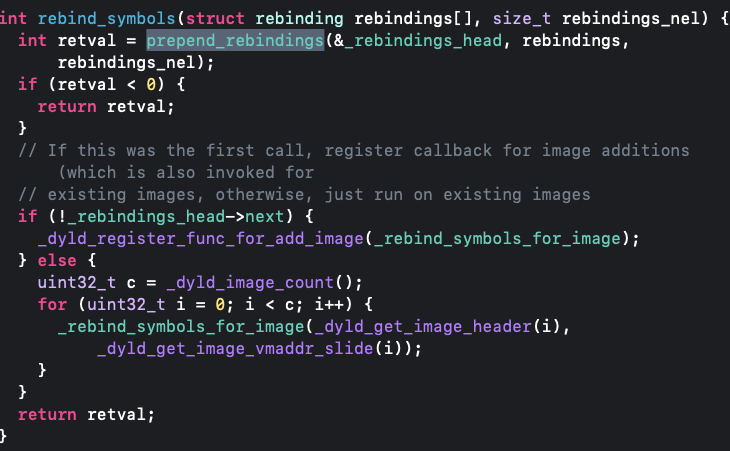 int rebind_symbols(struct rebinding rebindings[], size_t rebindings_nel) {
  int retval = prepend_rebindings(&_rebindings_head, rebindings,
      rebindings_nel);
  if (retval < 0) {
    return retval;
  }
  // If this was the first call, register callback for image additions
      (which is also invoked for
  // existing images, otherwise, just run on existing images
  if (!_rebindings_head->next) {
    _dyld_register_func_for_add_image(_rebind_symbols_for_image);
  } else {
    uint32_t c = _dyld_image_count();
    for (uint32_t i = 0; i < c; i++) {
      _rebind_symbols_for_image(_dyld_get_image_header(i),
          _dyld_get_image_vmaddr_slide(i));
    }
  }
  return retval;
}